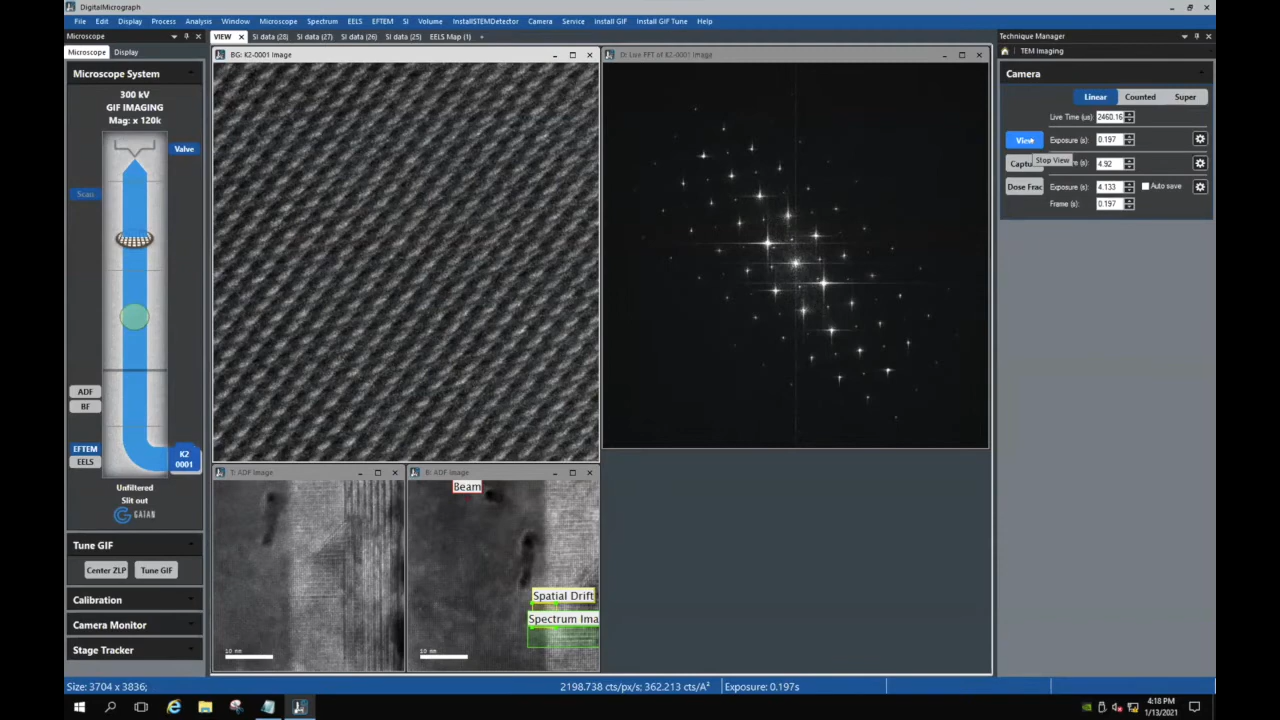 DigitalMicrograph
File Edit Display Process Analysis Window Microscope Spectrum EELS EFTEM SI Volume InstallSTEMDetector Camera Service Install GIF Install GIF Tune Help
Microscope
Microscope Display
Microscope System
300 kV
GIF IMAGING
Mag: x 120k
Valve
Scan
ADF
BF
EFTEM
EELS
K2
0001
Unfiltered
Slit out
GATAN
Tune GIF
Center ZLP Tune GIF
Calibration
Camera Monitor
Stage Tracker
VIEW SI data (28) SI data (27) SI data (26) SI data (25) EELS Map (1) +
BG: K2-0001 Image
D: Live FFT of K2-0001 Image
T: ADF Image
10 nm
B: ADF Image
Beam
Spatial Drift
Spectrum Ima
10 nm
Technique Manager
TEM Imaging
Camera
Linear Counted Super
Live Time (us): 2460.16
View Exposure (s): 0.197
Stop View
Captu s): 4.92
Dose Frac Exposure (s): 4.133 Auto save
Frame (s): 0.197
Size: 3704 x 3836; 2198.738 cts/px/s; 362.213 cts/A² Exposure: 0.197s
4:18 PM
1/13/2021